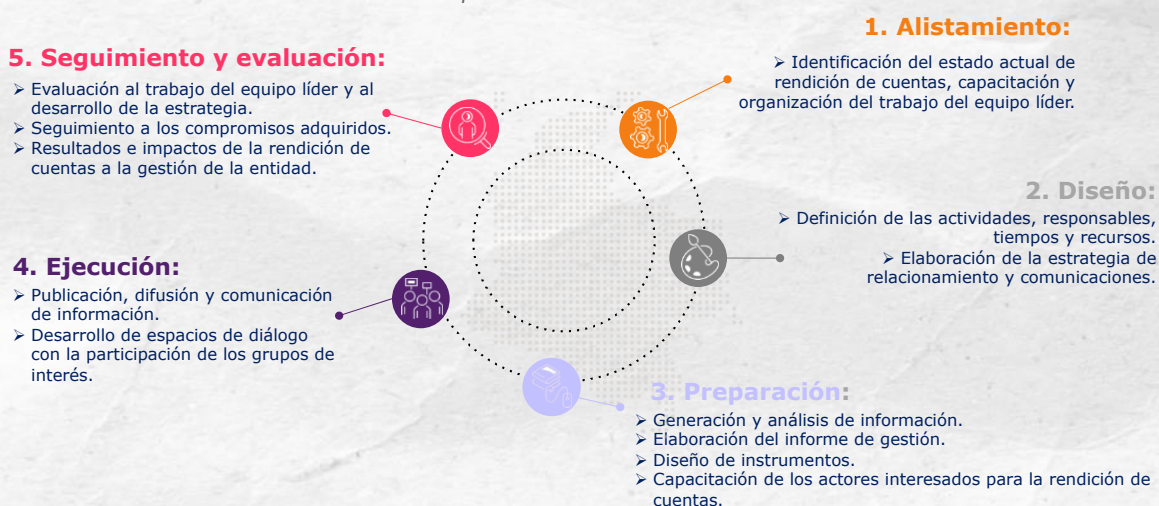 1. Alistamiento:
➢ Identificación del estado actual de
rendición de cuentas, capacitación y
organización del trabajo del equipo líder.
2. Diseño:
➢ Definición de las actividades, responsables,
tiempos y recursos.
➢ Elaboración de la estrategia de
relacionamiento y comunicaciones.
3. Preparación:
➢ Generación y análisis de información.
➢ Elaboración del informe de gestión.
➢ Diseño de instrumentos.
➢ Capacitación de los actores interesados para la rendición de
cuentas.
4. Ejecución:
➢ Publicación, difusión y comunicación
de información.
➢ Desarrollo de espacios de diálogo
con la participación de los grupos de
interés.
5. Seguimiento y evaluación:
➢ Evaluación al trabajo del equipo líder y al
desarrollo de la estrategia.
➢ Seguimiento a los compromisos adquiridos.
➢ Resultados e impactos de la rendición de
cuentas a la gestión de la entidad.